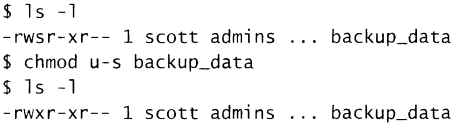 $ ls -l
-rwsr-xr-- 1 scott admins ... backup_data
$ chmod u-s backup_data
$ ls -l
-rwxr-xr-- 1 scott admins ... backup_data